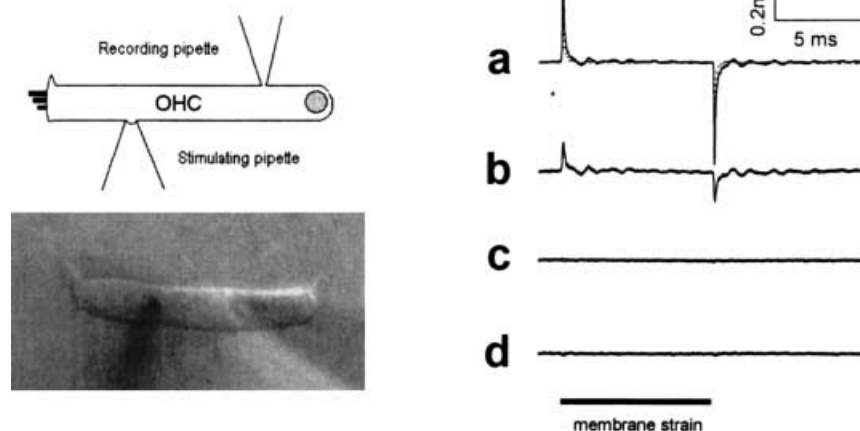 Recording pipette
OHC
Stimulating pipette
5 ms
a
b
c
d
membrane strain